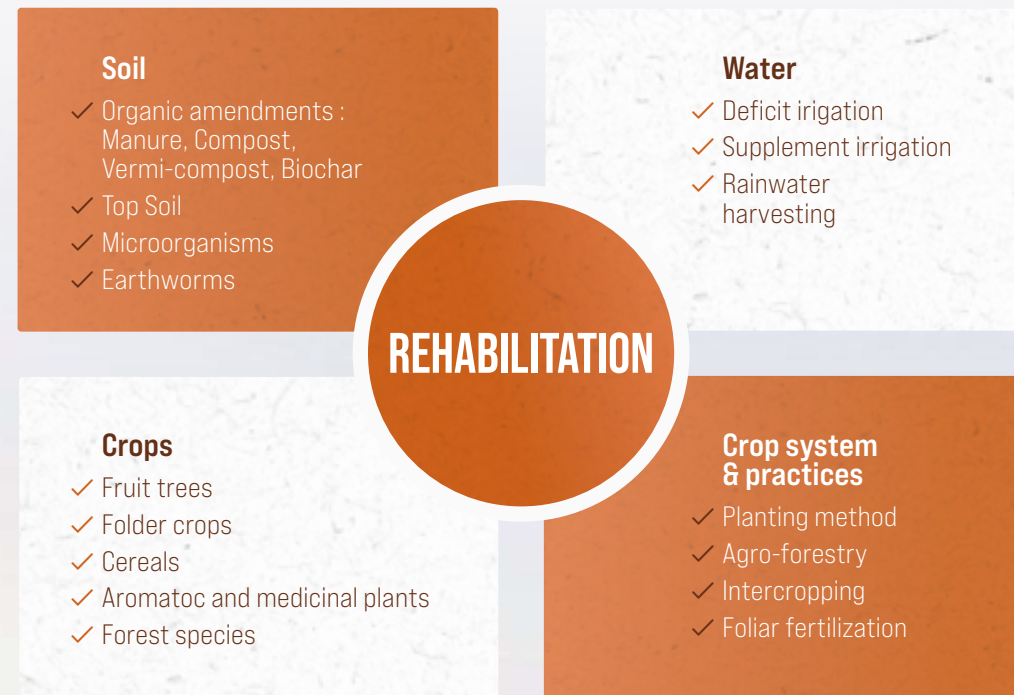 Soil
Organic amendments :
Manure, Compost,
Vermi-compost, Biochar
Top Soil
Microorganisms
Earthworms
Water
Deficit irigation
Supplement irrigation
Rainwater
harvesting
REHABILITATION
Crops
Fruit trees
Folder crops
Cereals
Aromatoc and medicinal plants
Forest species
Crop system
& practices
Planting method
Agro-forestry
Intercropping
Foliar fertilization